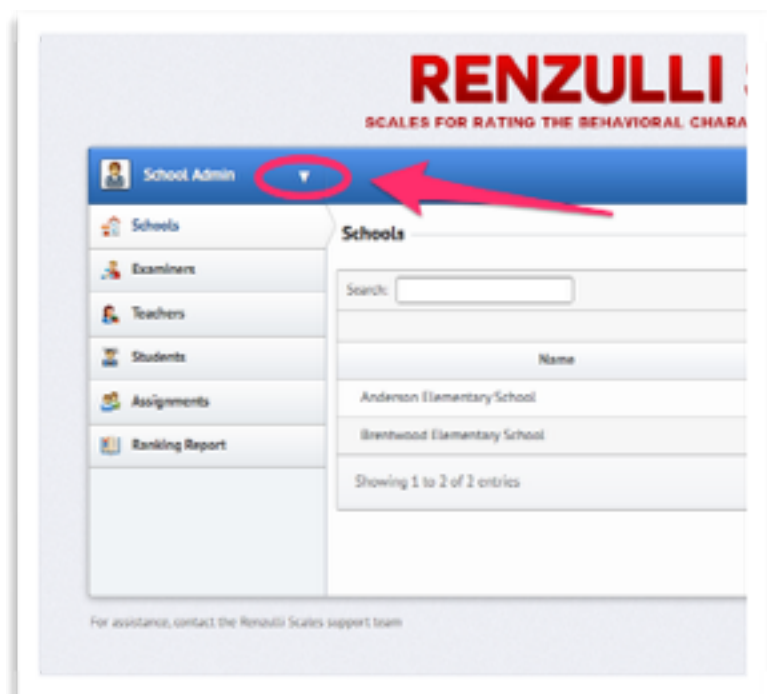 RENZULLI
SCALES FOR RATING THE BEHAVIORAL CHARA
School Admin
Schools
Examiners
Teachers
Students
Assignments
Ranking Report
Schools
Search:
Name
Anderson Elementary School
Brentwood Elementary School
Showing 1 to 2 of 2 entries
For assistance, contact the Renzulli Scales support team